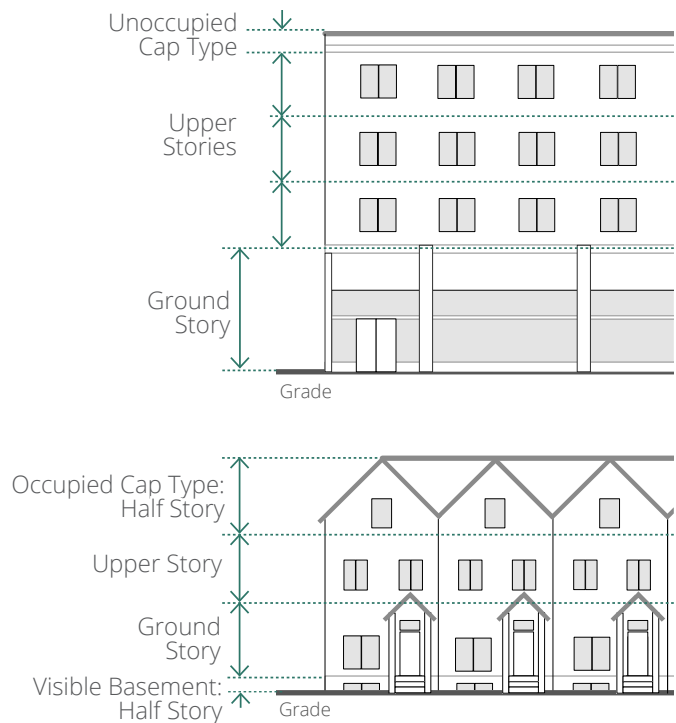 Unoccupied
Cap Type
Upper
Stories
Ground
Story
Grade
Occupied Cap Type:
Half Story
Upper Story
Ground
Story
Visible Basement:
Half Story
Grade